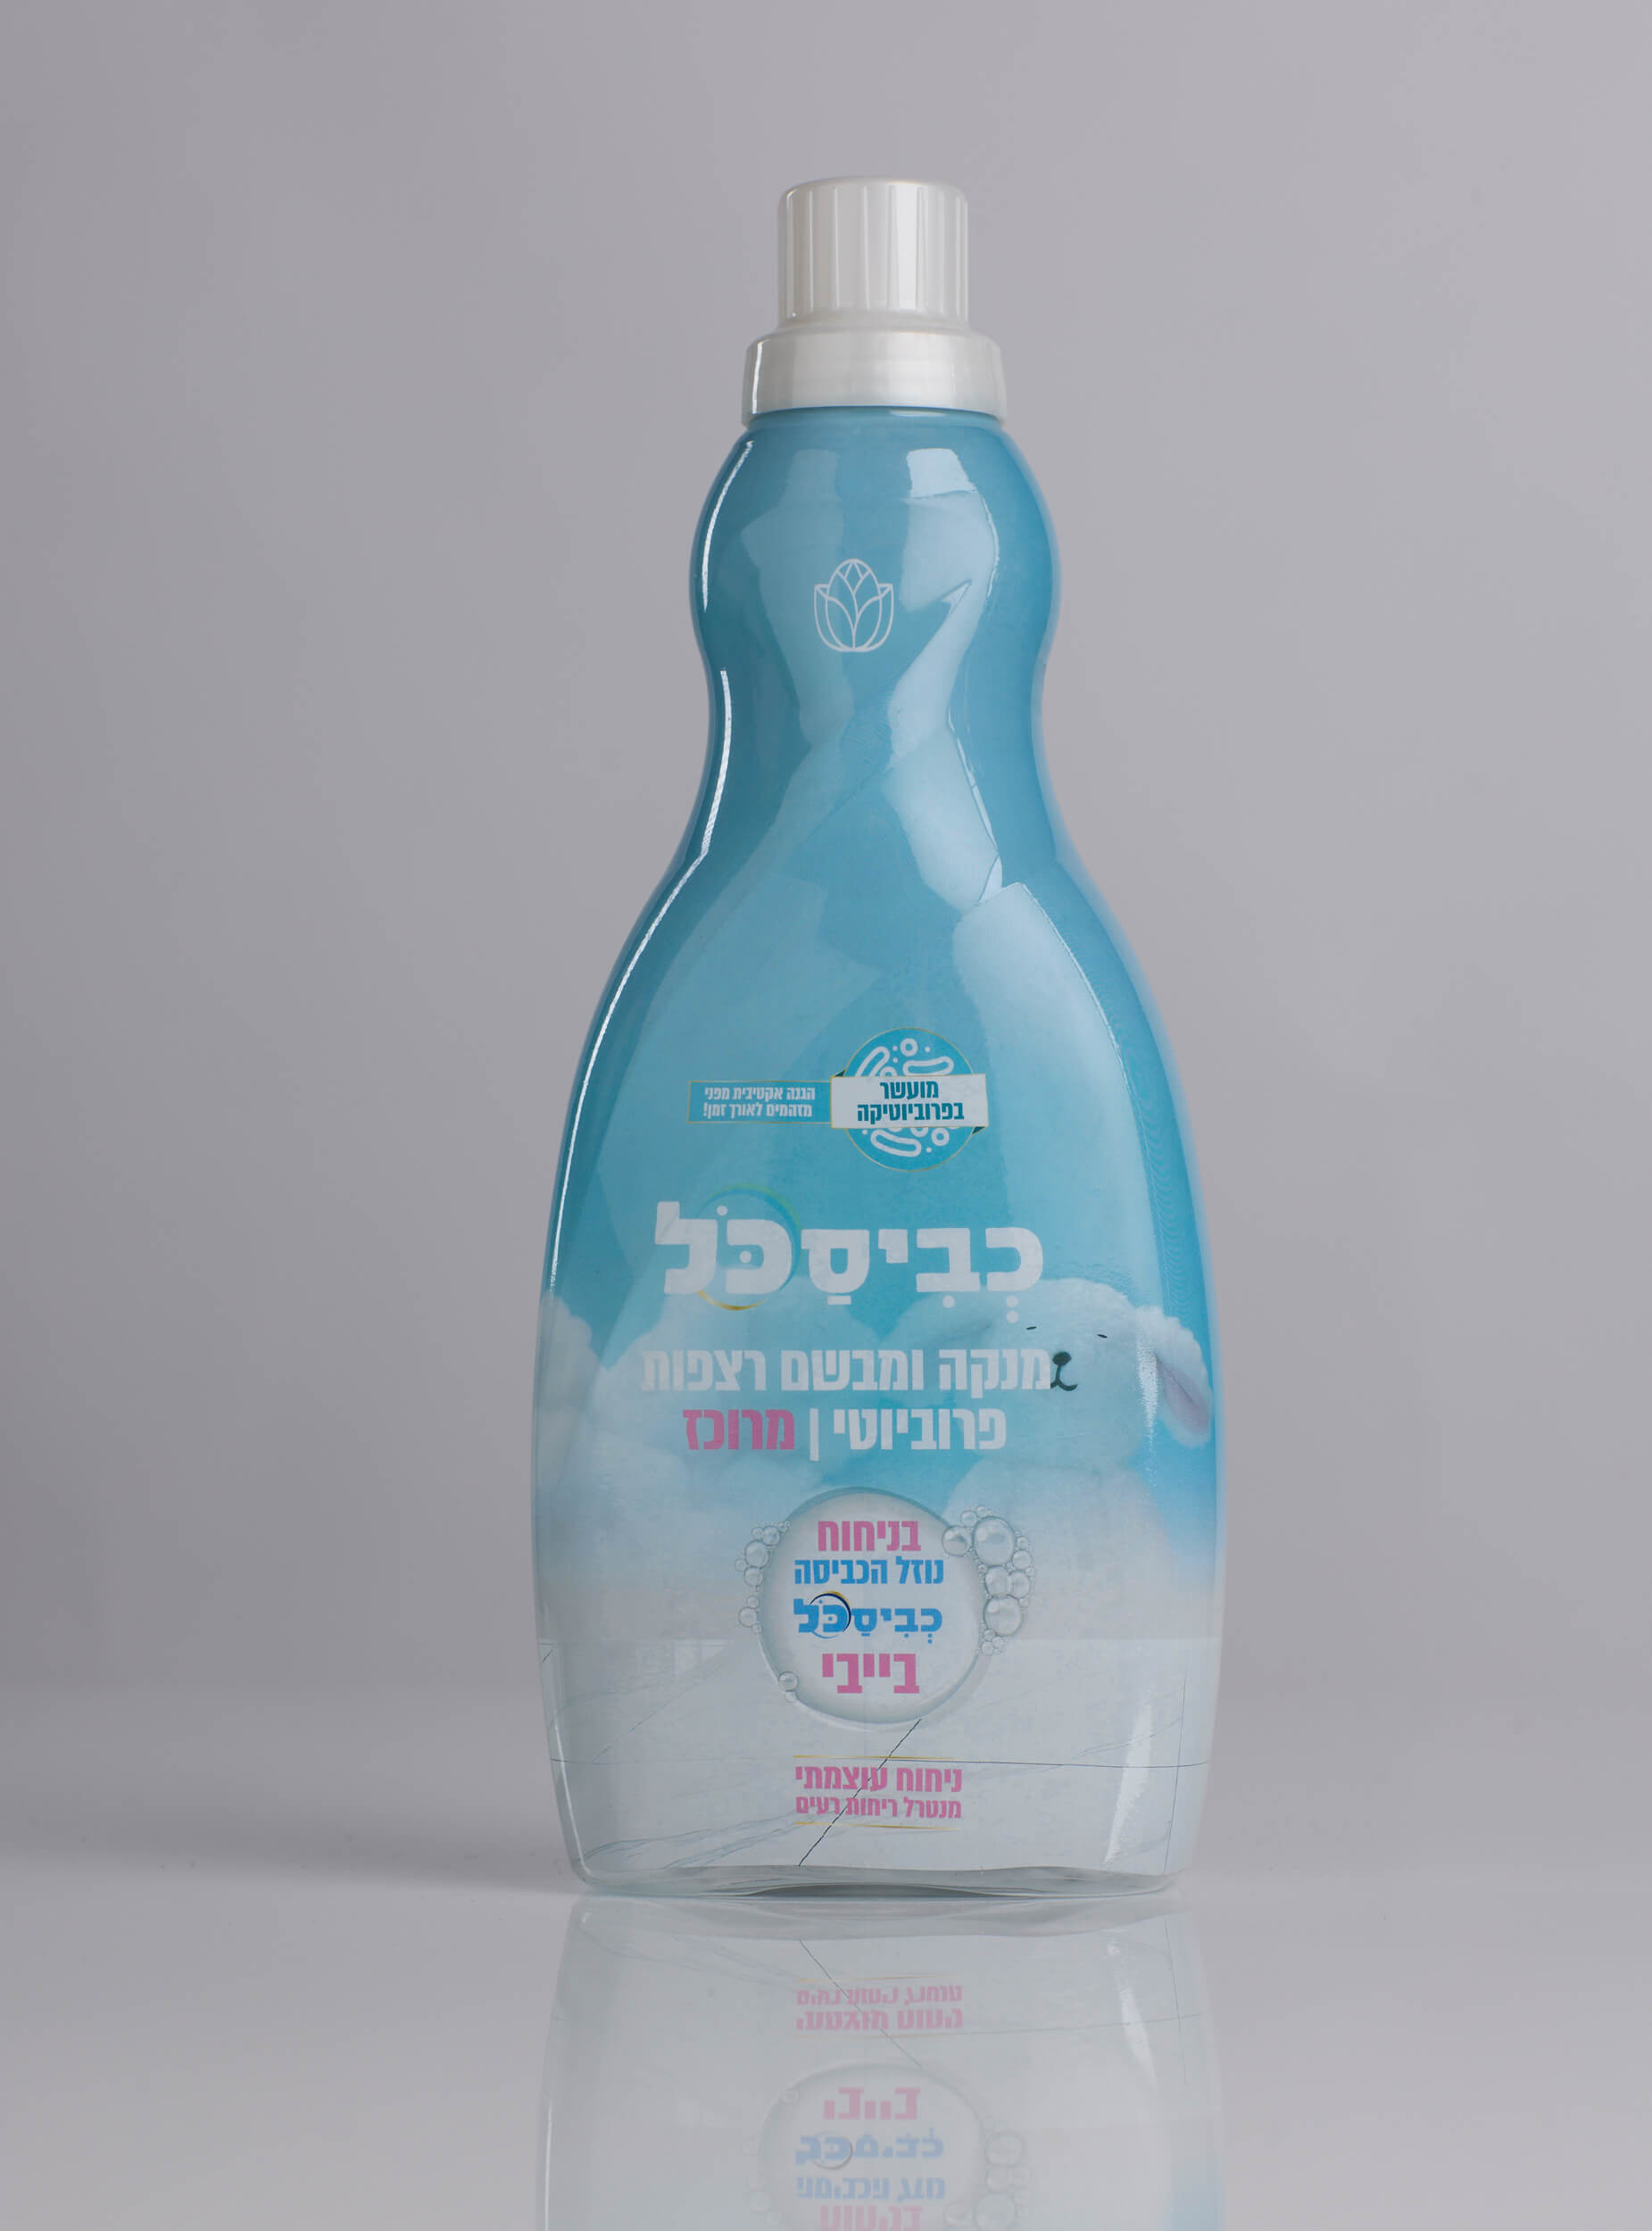 מועשר
בפרוביוטיקה
הגנה אקטיבית מפני
מזהמים לאורך זמן!
כְּבִיסַכֹּל
מנקה ומבשם רצפות
פרוביוטי | מרוכז
בניחוח
נוזל הכביסה
כְּבִיסַכֹּל
בייבי
ניחוח עוצמתי
מנטרל ריחות רעים